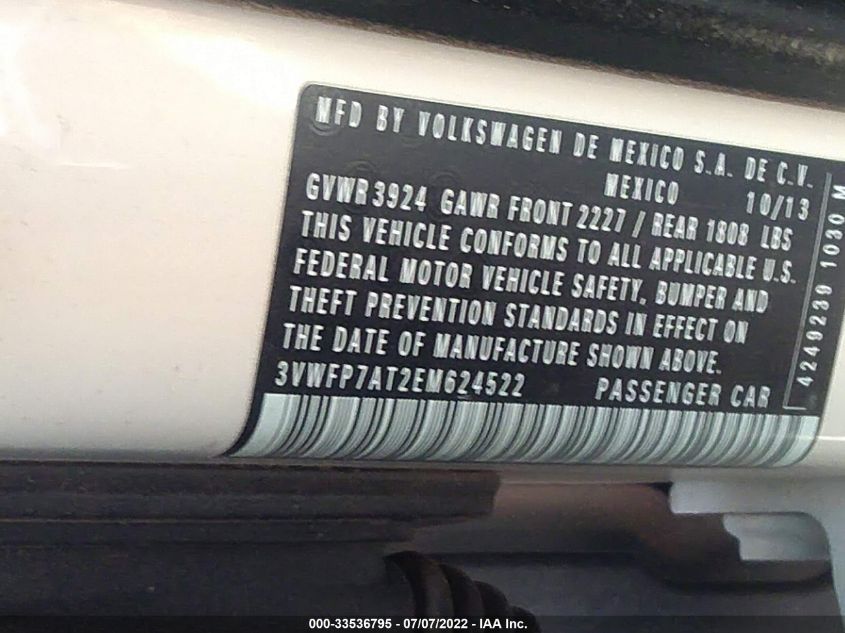 MFD BY VOLKSWAGEN DE MEXICO S.A. DE C.V.
MEXICO 10/13
GVWR 3924 GAWR FRONT 2227 / REAR 1808 LBS
THIS VEHICLE CONFORMS TO ALL APPLICABLE U.S.
FEDERAL MOTOR VEHICLE SAFETY, BUMPER AND
THEFT PREVENTION STANDARDS IN EFFECT ON
THE DATE OF MANUFACTURE SHOWN ABOVE.
3VWFP7AT2EM624522 PASSENGER CAR
4249239 1030 M
000-33536795 - 07/07/2022 - IAA Inc.